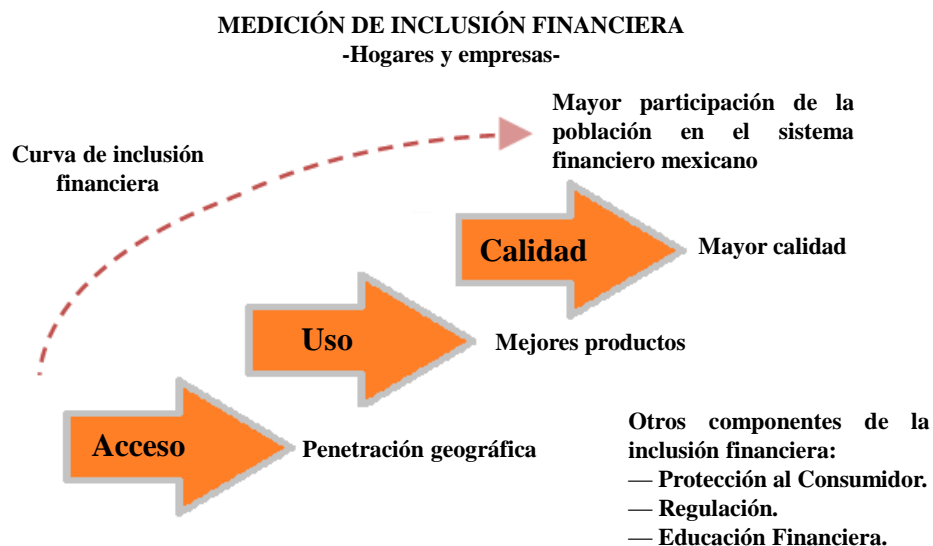 MEDICIÓN DE INCLUSIÓN FINANCIERA
-Hogares y empresas-
Mayor participación de la
población en el sistema
financiero mexicano
Curva de inclusión
financiera
Calidad
Mayor calidad
Uso
Mejores productos
Acceso
Penetración geográfica
Otros componentes de la
inclusión financiera:
— Protección al Consumidor.
— Regulación.
— Educación Financiera.